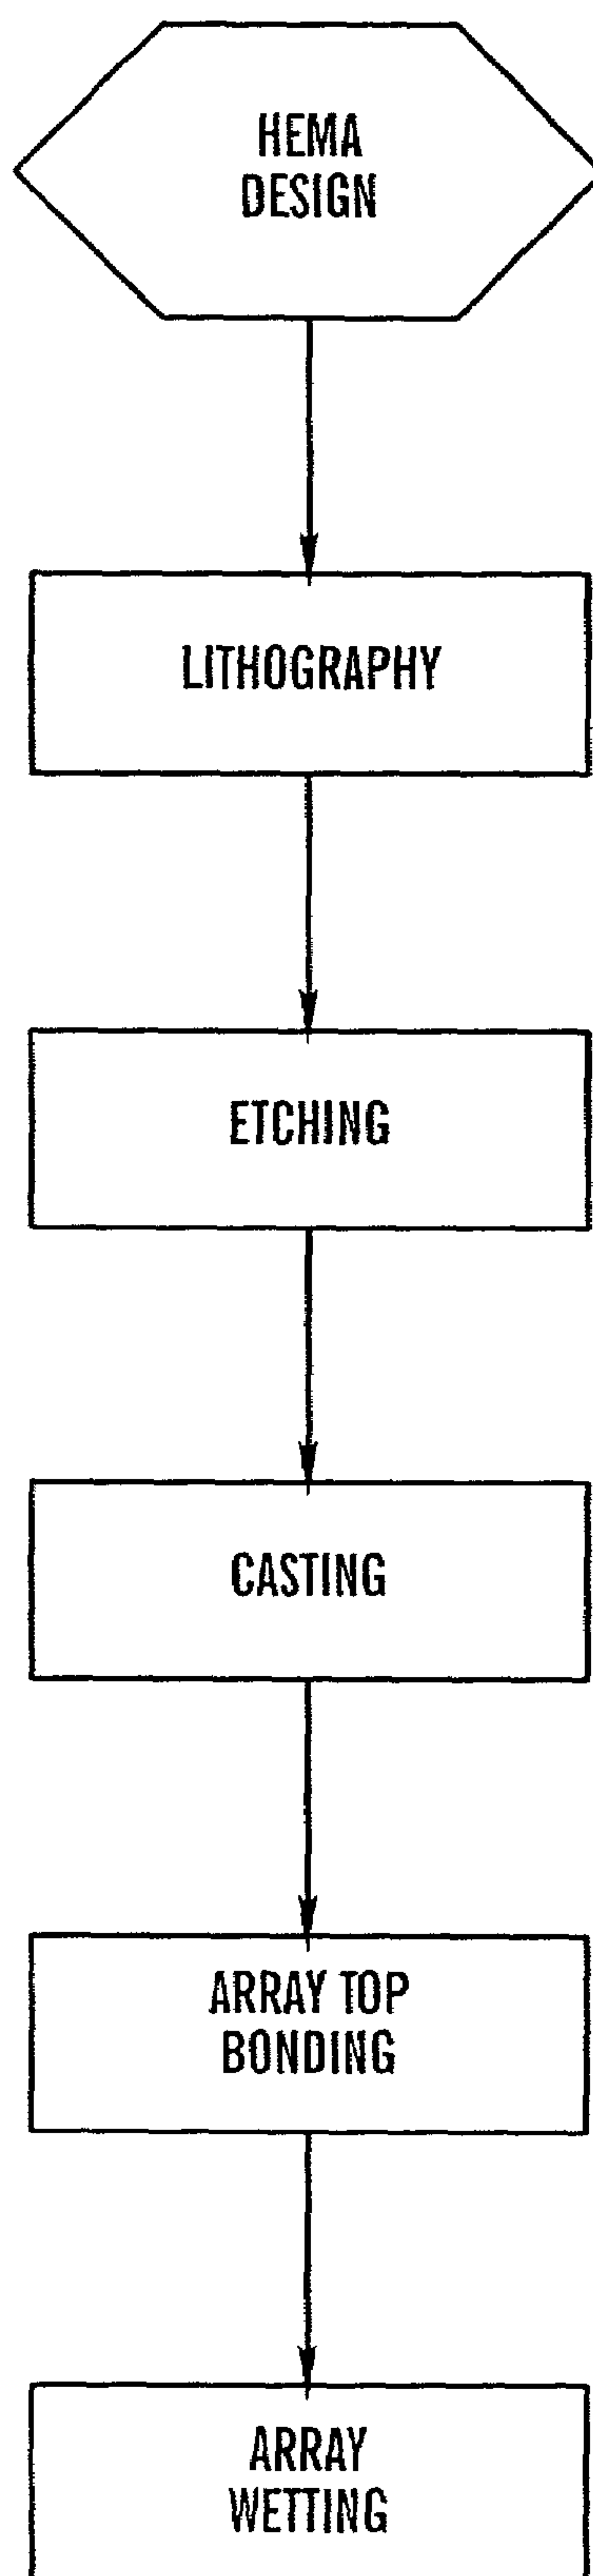 HEMA
DESIGN
LITHOGRAPHY
ETCHING
CASTING
ARRAY TOP
BONDING
ARRAY
WETTING